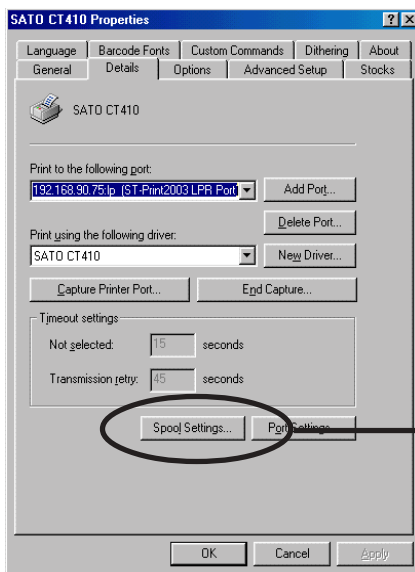 SATO CT410 Properties
Language Barcode Fonts Custom Commands Dithering About
General Details Options Advanced Setup Stocks
SATO CT410
Print to the following port:
192.168.90.75:lp (ST-Print2003 LPR Port) Add Port...
Delete Port...
Print using the following driver:
SATO CT410 New Driver...
Capture Printer Port... End Capture...
Timeout settings
Not selected: 15 seconds
Transmission retry: 45 seconds
Spool Settings... Port Settings...
OK Cancel Apply